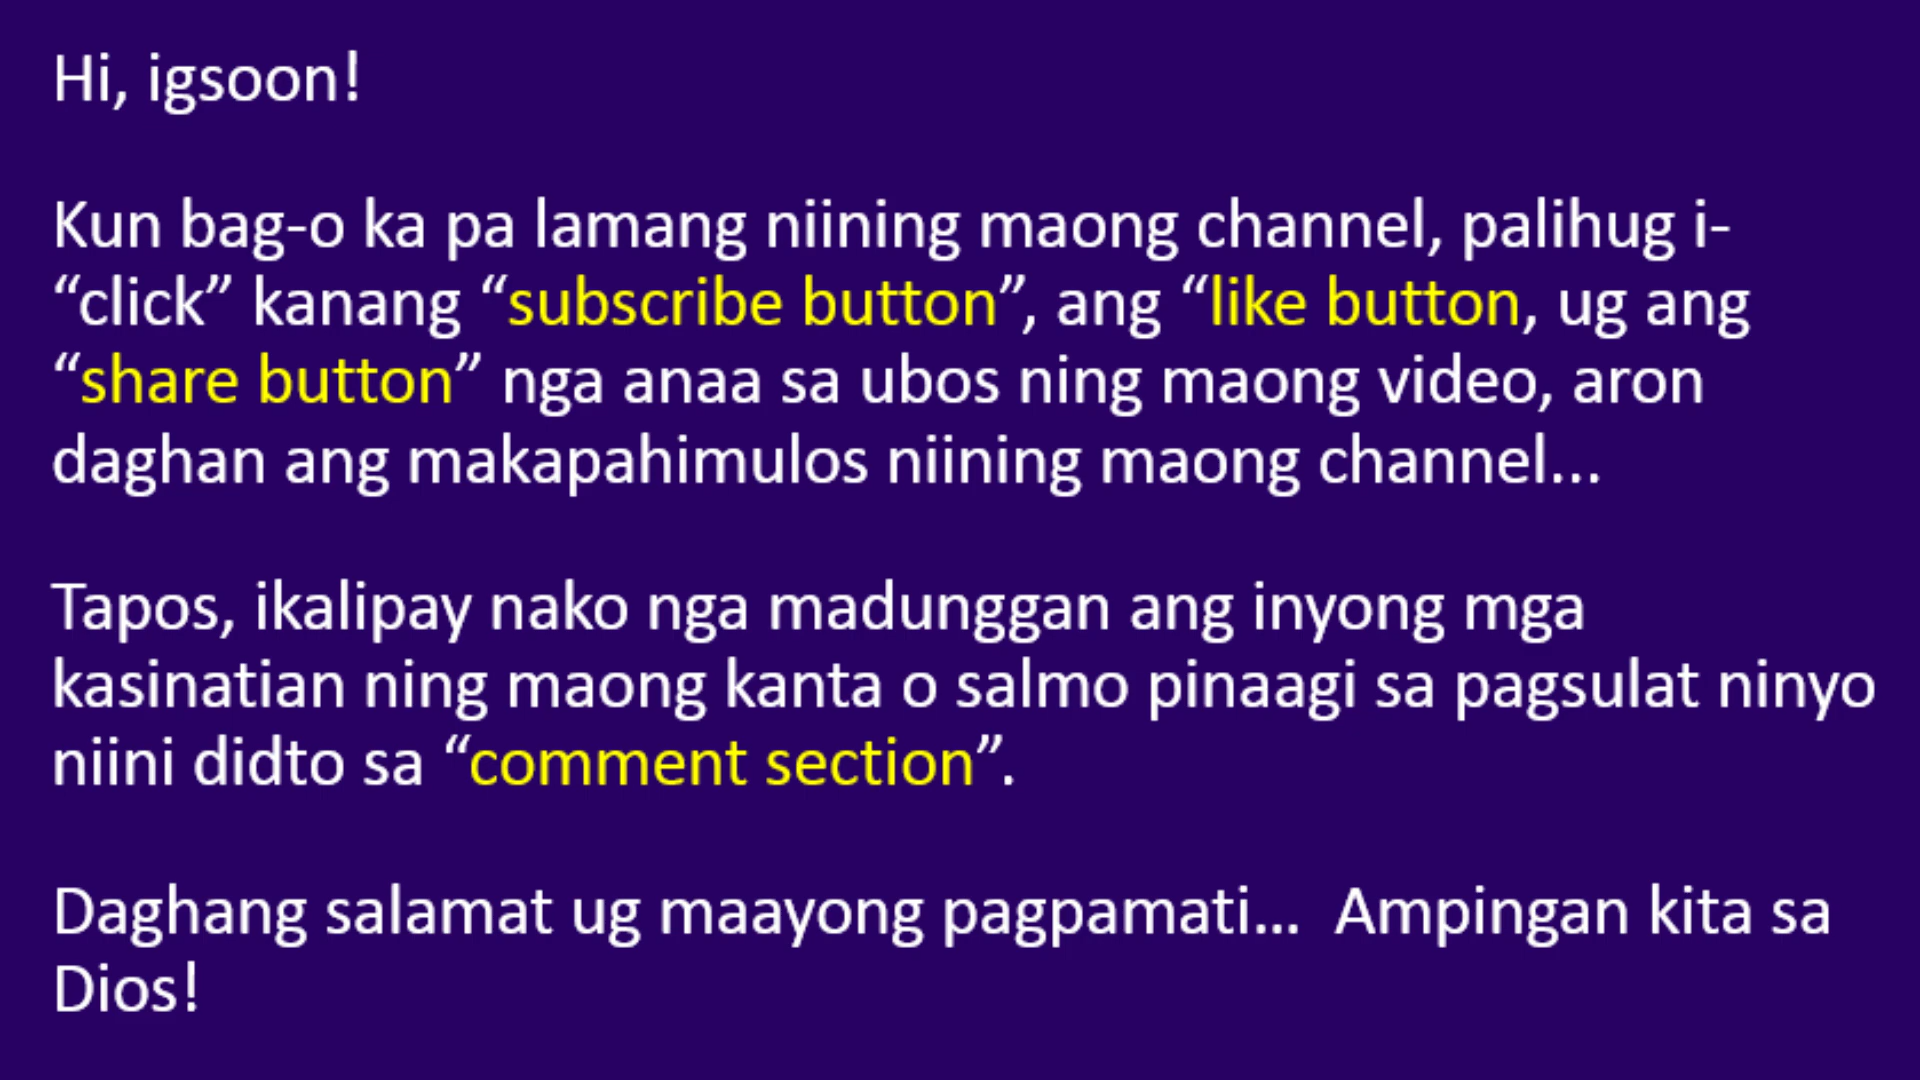 Hi, igsoon!
Kun bag-o ka pa lamang niining maong channel, palihug i-
“click” kanang “subscribe button”, ang “like button, ug ang
“share button” nga anaa sa ubos ning maong video, aron
daghan ang makapahimulos niining maong channel...
Tapos, ikalipay nako nga madunggan ang inyong mga
kasinatian ning maong kanta o salmo pinaagi sa pagsulat ninyo
niini didto sa “comment section”.
Daghang salamat ug maayong pagpamati...  Ampingan kita sa
Dios!